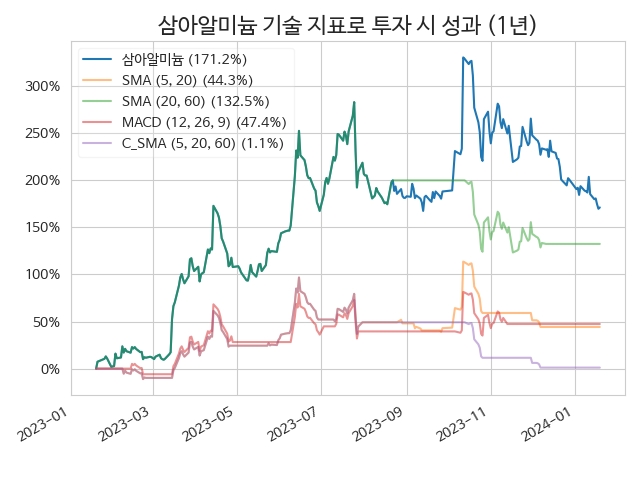 삼아알미늄 기술 지표로 투자 시 성과 (1년)
삼아알미늄 (171.2%)
SMA (5, 20) (44.3%)
SMA (20, 60) (132.5%)
MACD (12, 26, 9) (47.4%)
C_SMA (5, 20, 60) (1.1%)
300%
250%
200%
150%
100%
50%
0%
2023-01
2023-03
2023-05
2023-07
2023-09
2023-11
2024-01